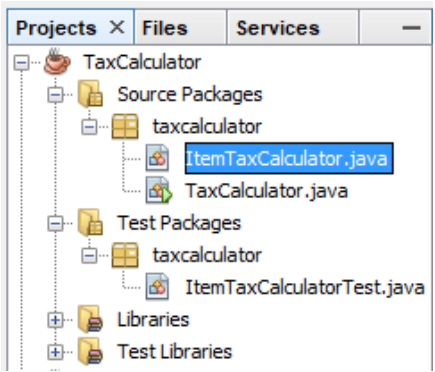 Projects × Files Services
TaxCalculator
Source Packages
taxcalculator
ItemTaxCalculator.java
TaxCalculator.java
Test Packages
taxcalculator
ItemTaxCalculatorTest.java
Libraries
Test Libraries